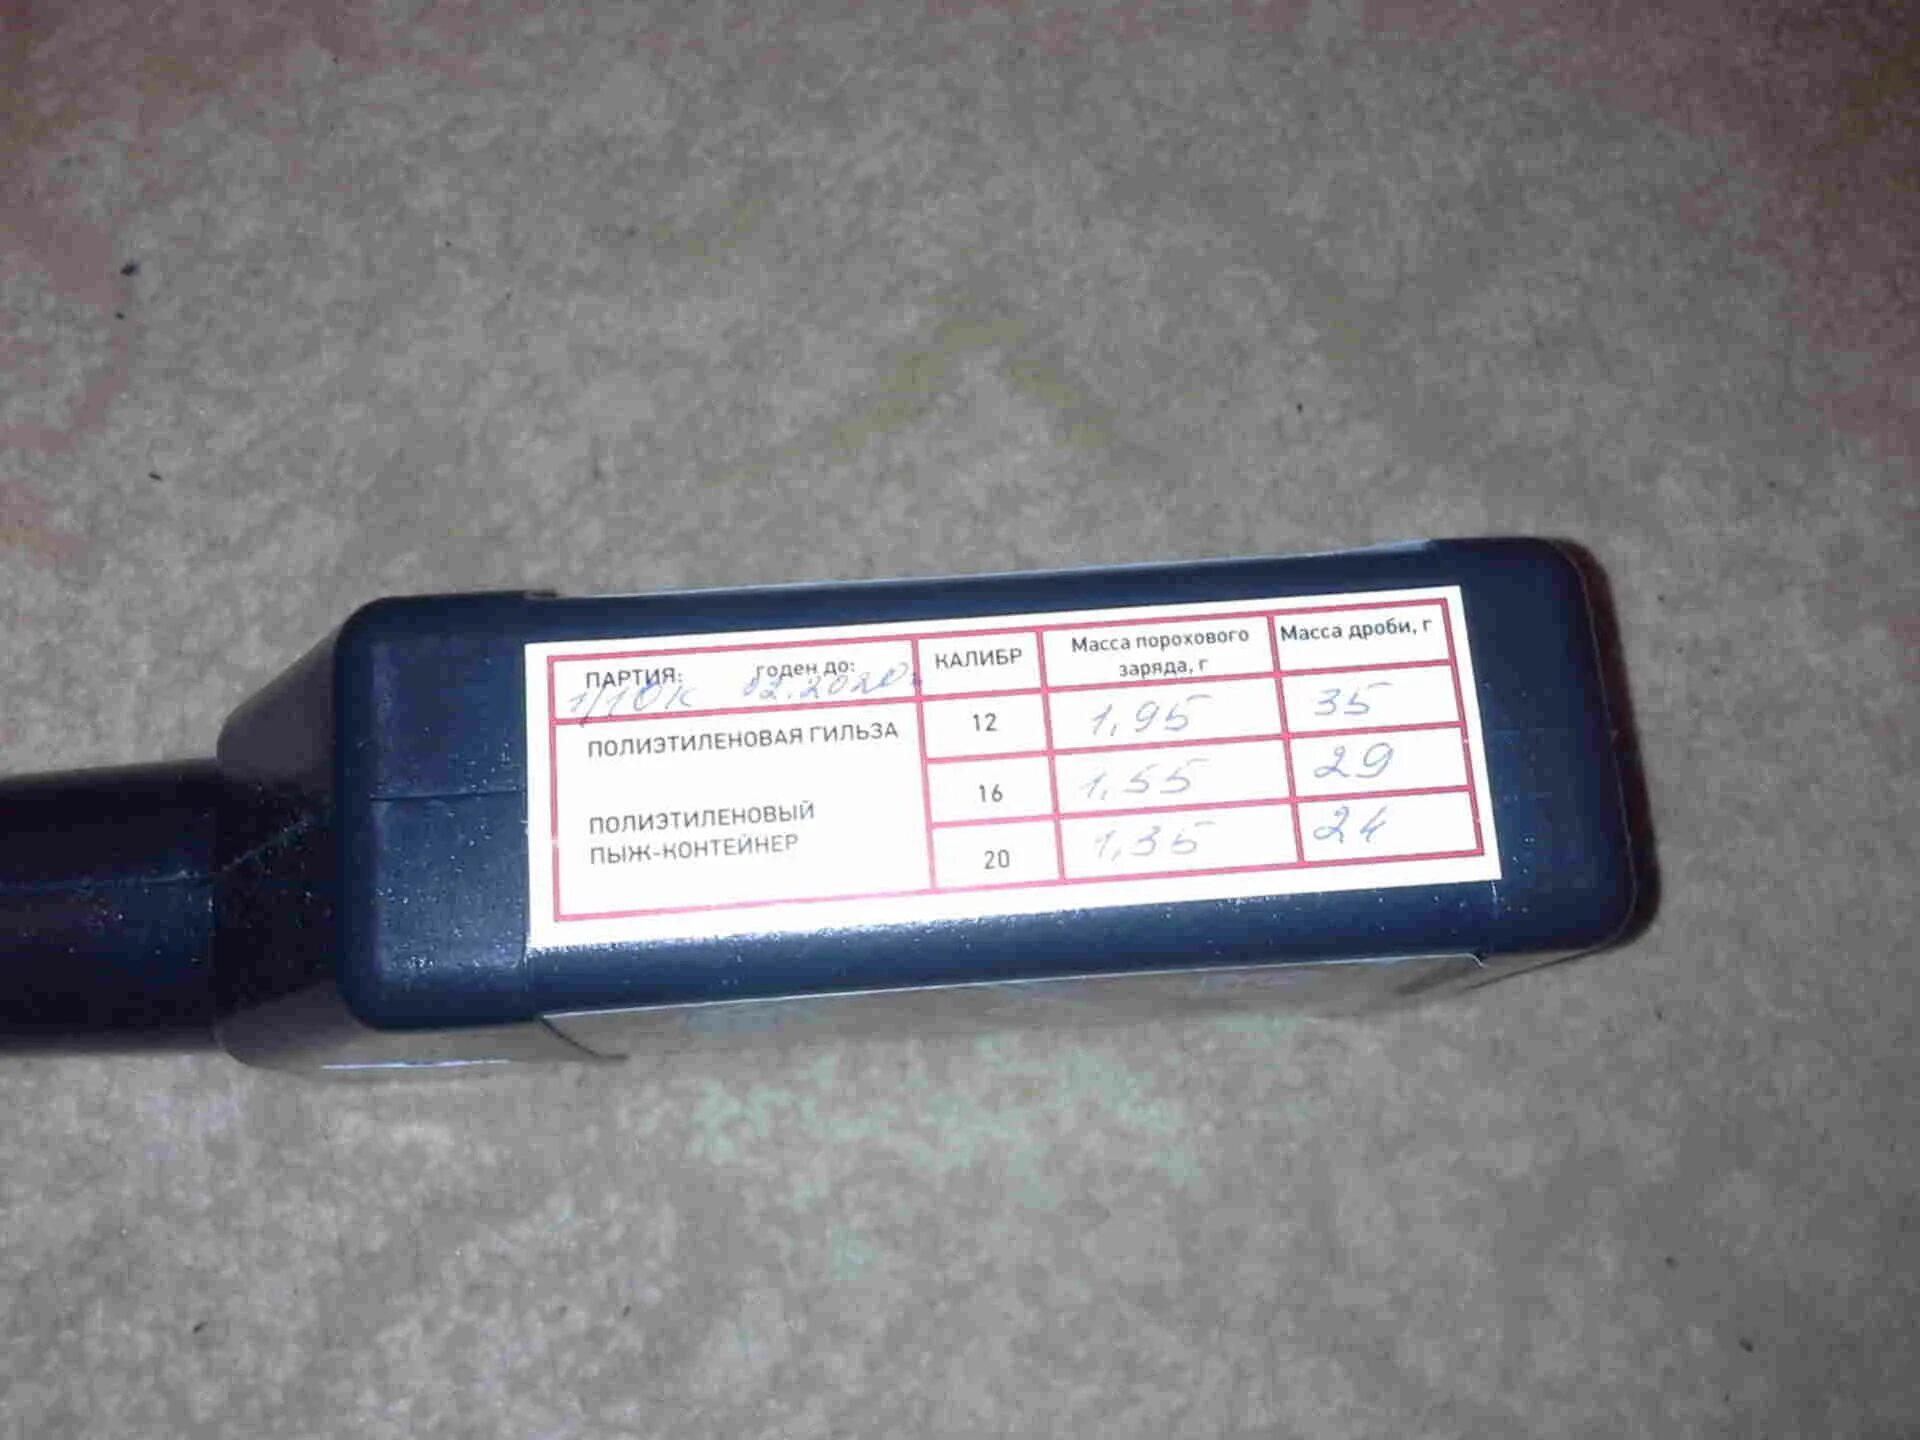 ПАРТИЯ: годен до: КАЛИБР Масса порохового заряда, г Масса дроби, г
1/10К 02.2020г.
ПОЛИЭТИЛЕНОВАЯ ГИЛЬЗА 12 1,95 35
16 1,55 29
ПОЛИЭТИЛЕНОВЫЙ
ПЫЖ-КОНТЕЙНЕР 20 1,35 24